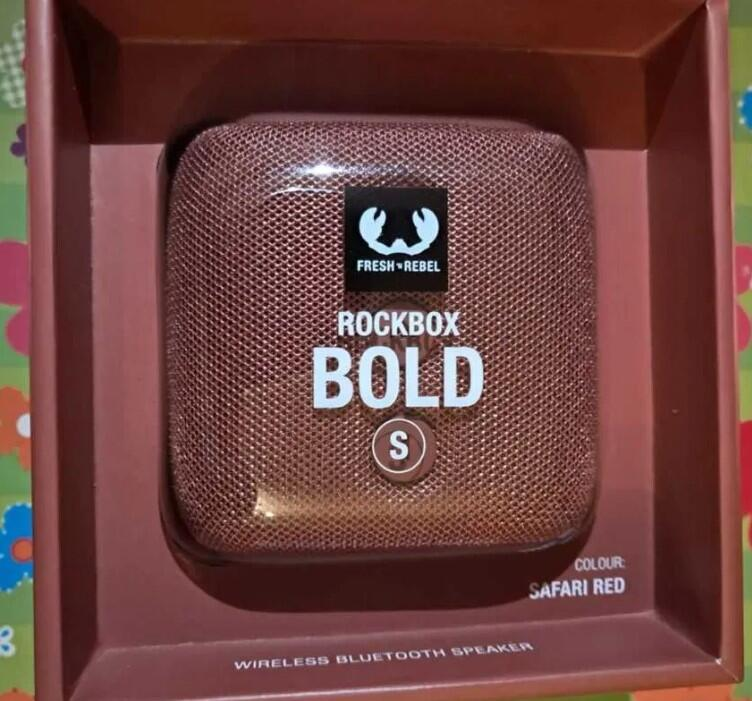 FRESH 'N REBEL
ROCKBOX
BOLD
S
COLOUR:
SAFARI RED
WIRELESS BLUETOOTH SPEAKER